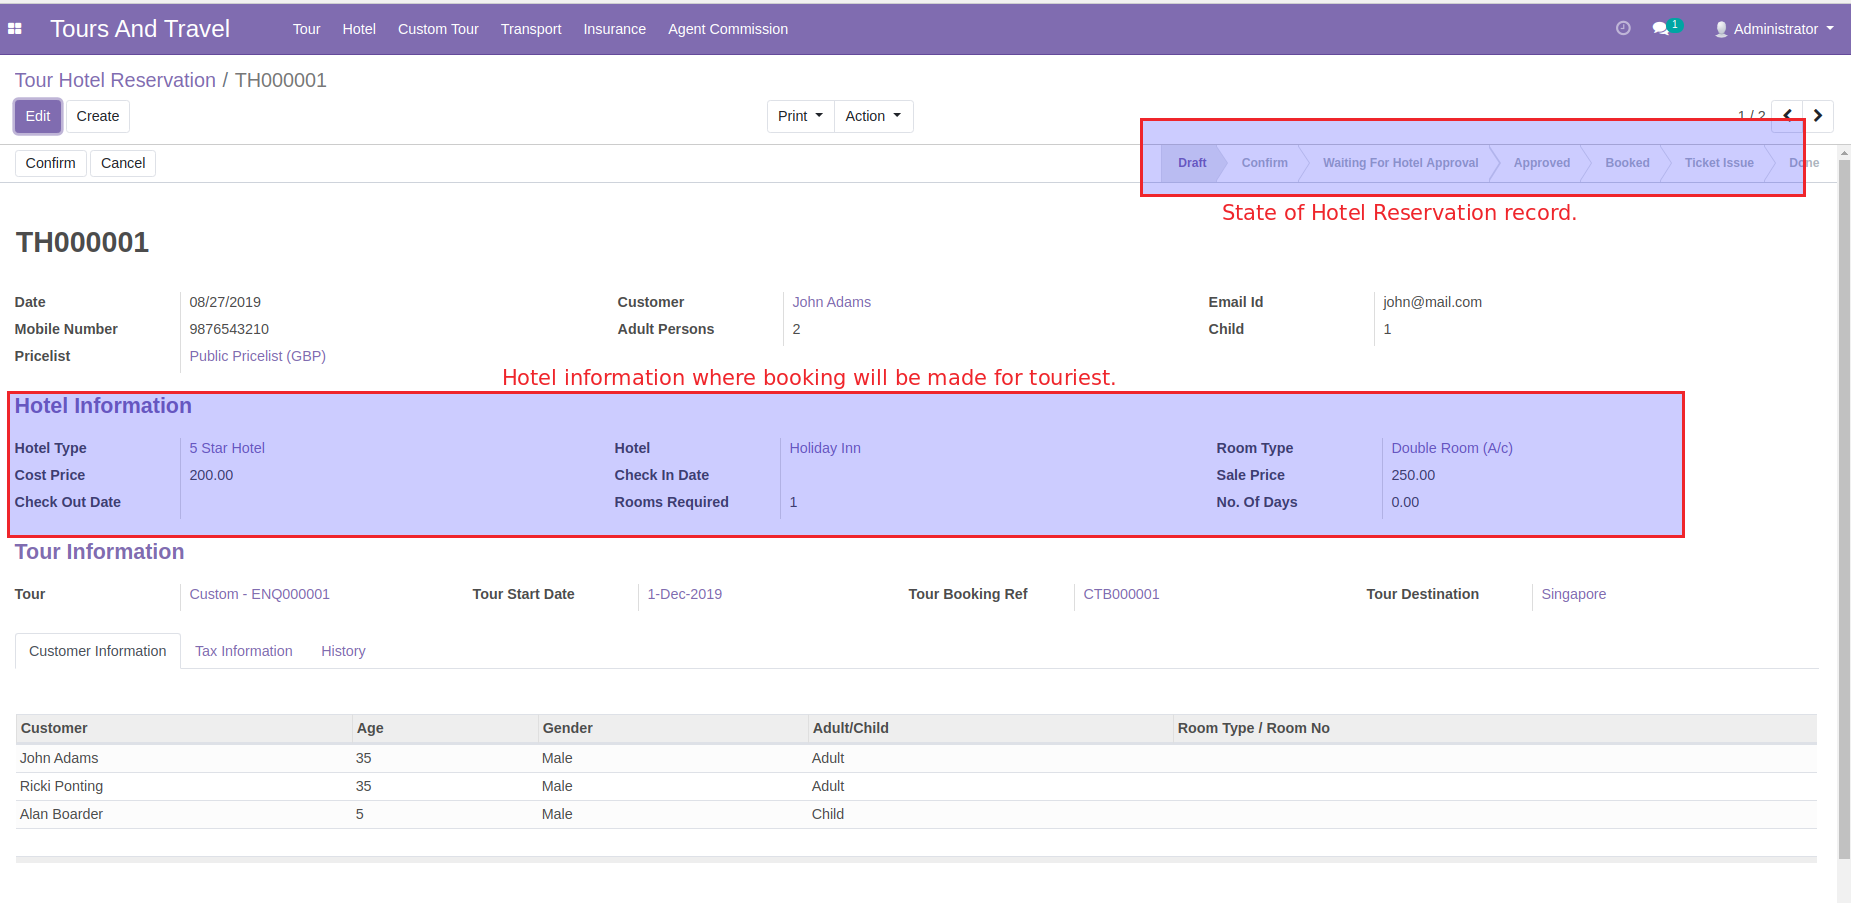 Tours And Travel Tour Hotel Custom Tour Transport Insurance Agent Commission 1 Administrator
Tour Hotel Reservation / TH000001
Edit Create Print Action 1 / 2
Confirm Cancel Draft Confirm Waiting For Hotel Approval Approved Booked Ticket Issue Done
State of Hotel Reservation record.
TH000001
Date 08/27/2019 Customer John Adams Email Id john@mail.com
Mobile Number 9876543210 Adult Persons 2 Child 1
Pricelist Public Pricelist (GBP)
Hotel information where booking will be made for touriest.
Hotel Information
Hotel Type 5 Star Hotel Hotel Holiday Inn Room Type Double Room (A/c)
Cost Price 200.00 Check In Date Sale Price 250.00
Check Out Date Rooms Required 1 No. Of Days 0.00
Tour Information
Tour Custom - ENQ000001 Tour Start Date 1-Dec-2019 Tour Booking Ref CTB000001 Tour Destination Singapore
Customer Information Tax Information History
Customer Age Gender Adult/Child Room Type / Room No
John Adams 35 Male Adult
Ricki Ponting 35 Male Adult
Alan Boarder 5 Male Child